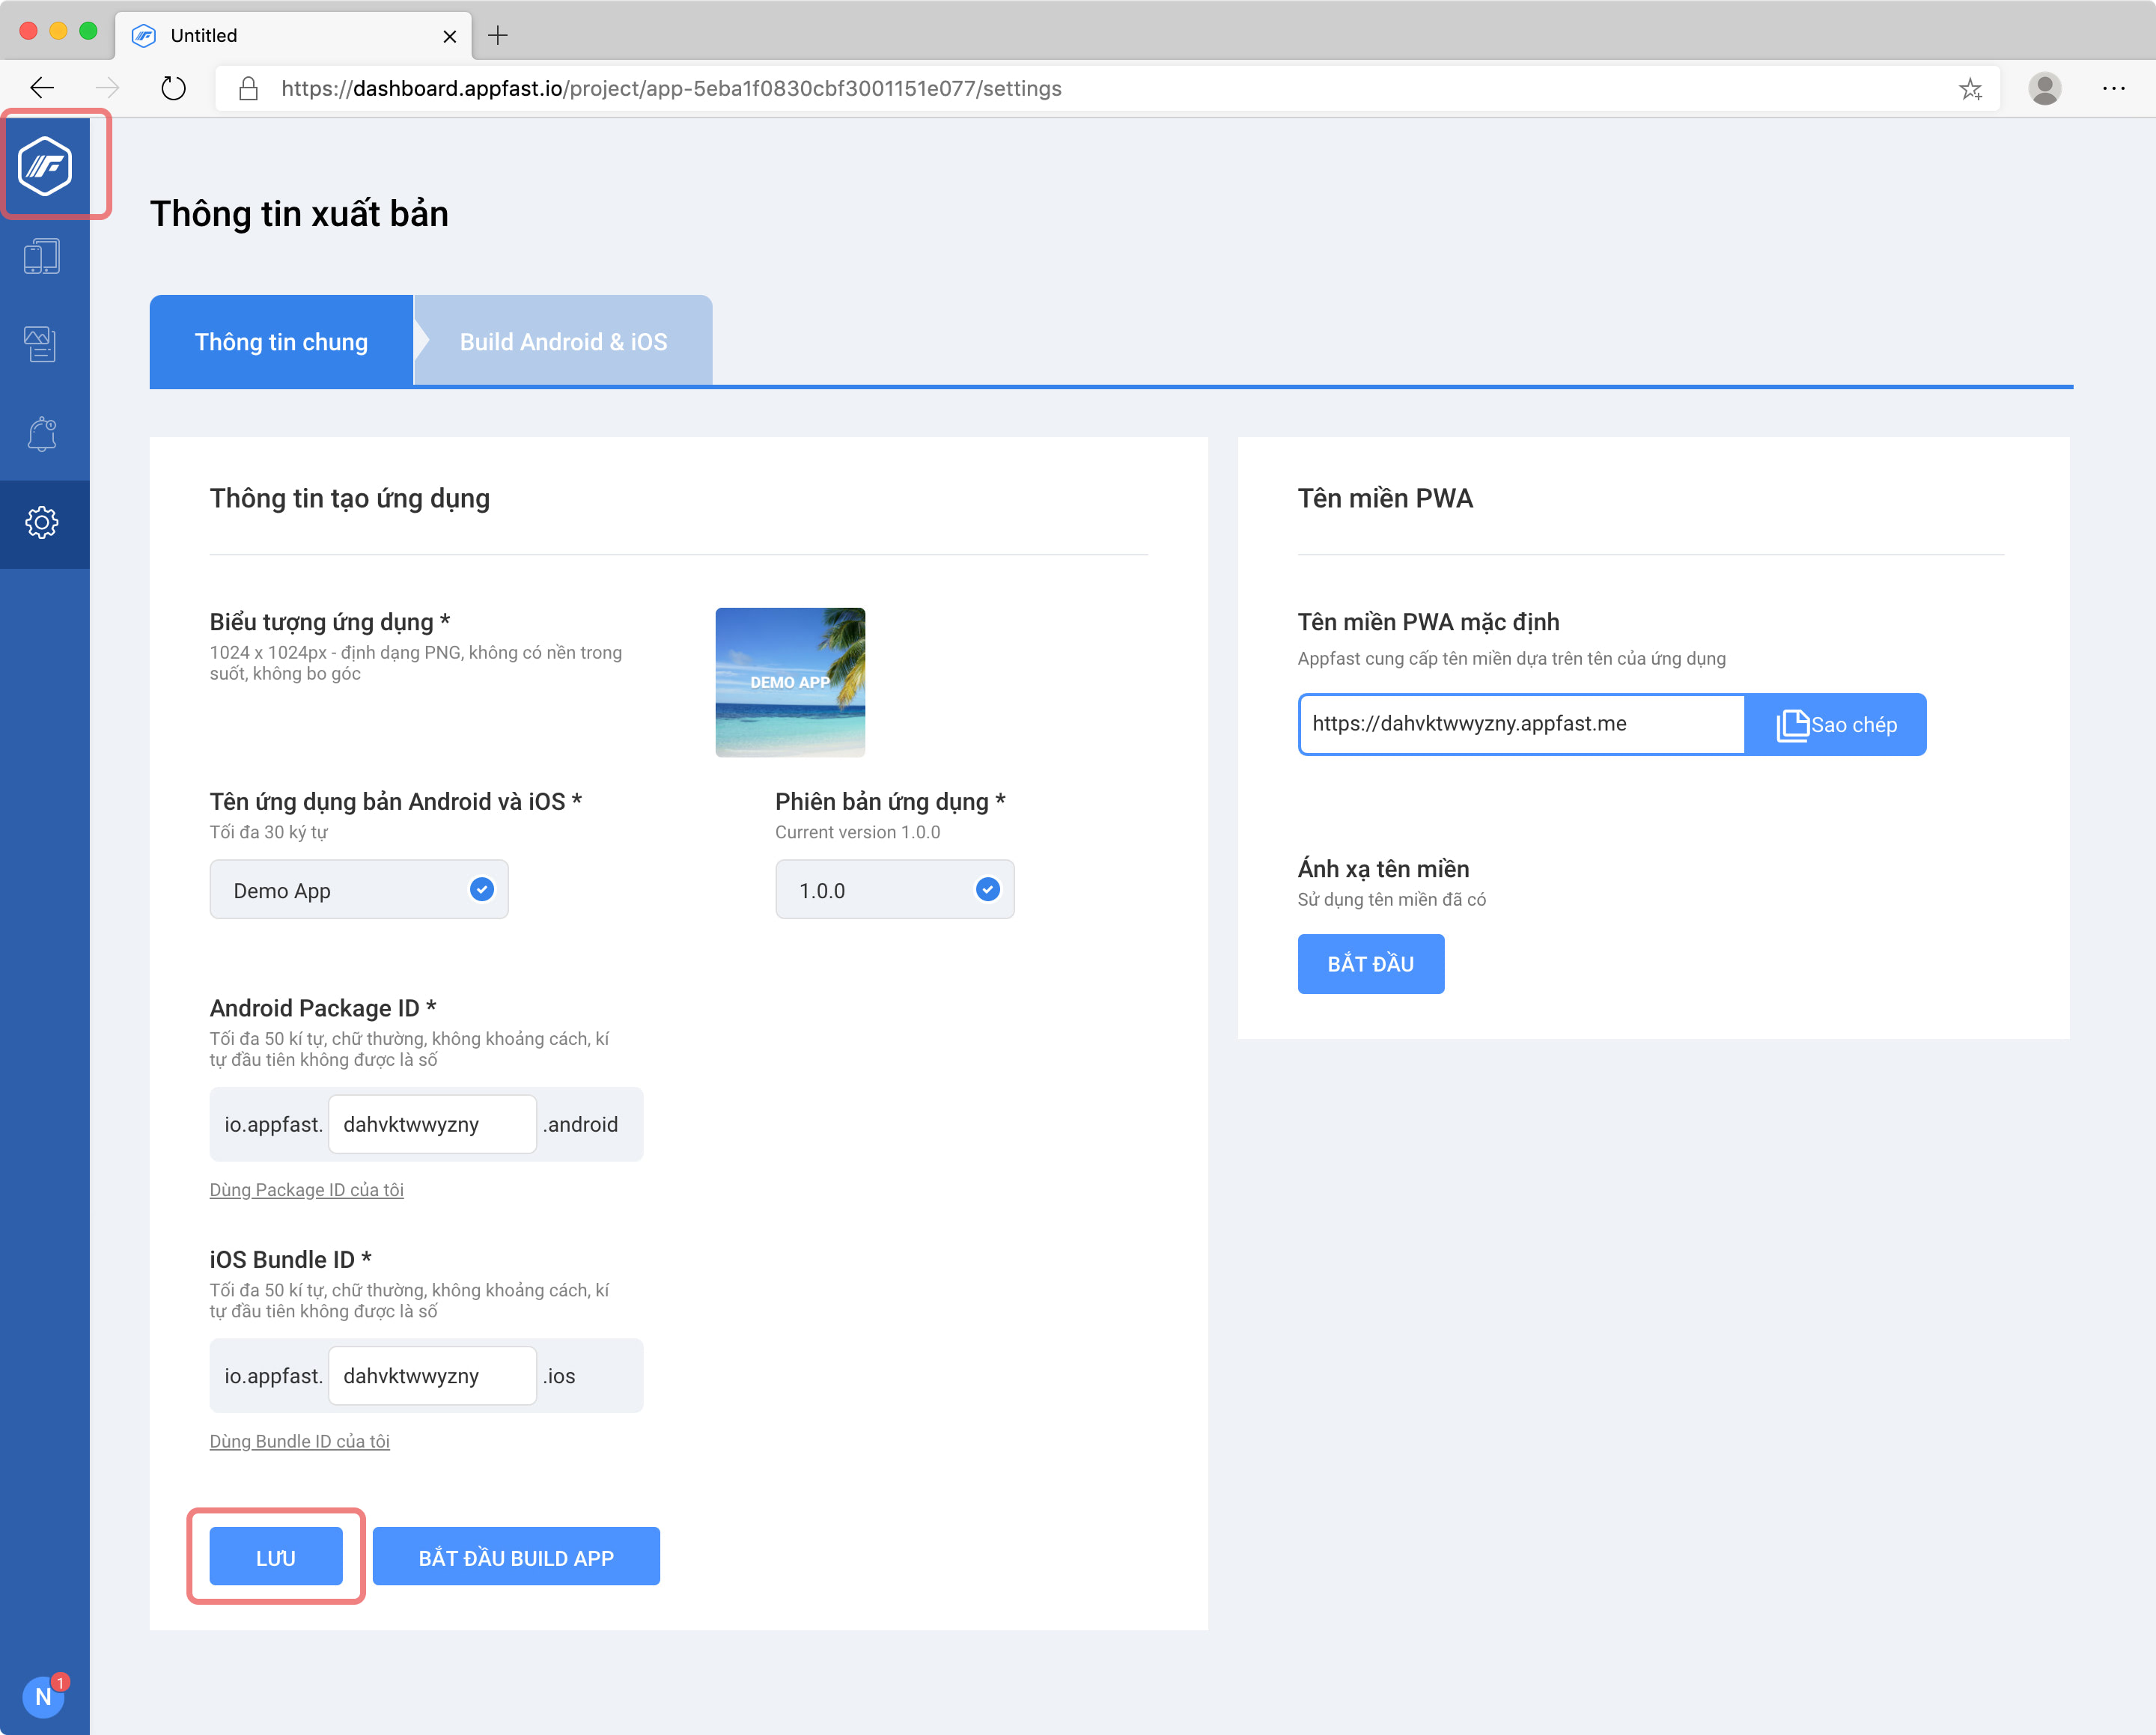 Untitled
https://dashboard.appfast.io/project/app-5eba1f0830cbf3001151e077/settings
Thông tin xuất bản
Thông tin chung
Build Android & iOS
Thông tin tạo ứng dụng
Biểu tượng ứng dụng *
1024 x 1024px - định dạng PNG, không có nền trong
suốt, không bo góc
DEMO APP
Tên ứng dụng bản Android và iOS *
Tối đa 30 ký tự
Demo App
Phiên bản ứng dụng *
Current version 1.0.0
1.0.0
Android Package ID *
Tối đa 50 kí tự, chữ thường, không khoảng cách, kí
tự đầu tiên không được là số
io.appfast. dahvktwwyzny .android
Dùng Package ID của tôi
iOS Bundle ID *
Tối đa 50 kí tự, chữ thường, không khoảng cách, kí
tự đầu tiên không được là số
io.appfast. dahvktwwyzny .ios
Dùng Bundle ID của tôi
LƯU
BẮT ĐẦU BUILD APP
Tên miền PWA
Tên miền PWA mặc định
Appfast cung cấp tên miền dựa trên tên của ứng dụng
https://dahvktwwyzny.appfast.me
Sao chép
Ánh xạ tên miền
Sử dụng tên miền đã có
BẮT ĐẦU
N
1